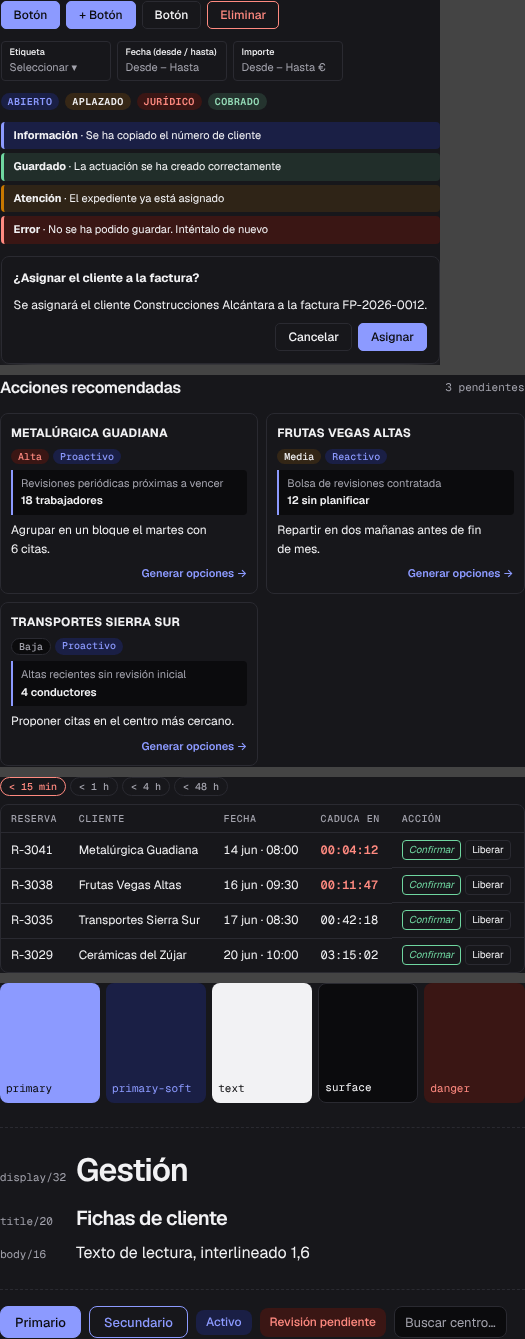 Botón
+ Botón
Botón
Eliminar
Etiqueta
Seleccionar ▾
Fecha (desde / hasta)
Desde – Hasta
Importe
Desde – Hasta €
ABIERTO
APLAZADO
JURÍDICO
COBRADO
Información · Se ha copiado el número de cliente
Guardado · La actuación se ha creado correctamente
Atención · El expediente ya está asignado
Error · No se ha podido guardar. Inténtalo de nuevo
¿Asignar el cliente a la factura?
Se asignará el cliente Construcciones Alcántara a la factura FP-2026-0012.
Cancelar
Asignar
Acciones recomendadas
3 pendientes
METALÚRGICA GUADIANA
Alta
Proactivo
Revisiones periódicas próximas a vencer
18 trabajadores
Agrupar en un bloque el martes con
6 citas.
Generar opciones →
FRUTAS VEGAS ALTAS
Media
Reactivo
Bolsa de revisiones contratada
12 sin planificar
Repartir en dos mañanas antes de fin
de mes.
Generar opciones →
TRANSPORTES SIERRA SUR
Baja
Proactivo
Altas recientes sin revisión inicial
4 conductores
Proponer citas en el centro más cercano.
Generar opciones →
< 15 min
< 1 h
< 4 h
< 48 h
RESERVA CLIENTE FECHA CADUCA EN ACCIÓN
R-3041 Metalúrgica Guadiana 14 jun · 08:00 00:04:12 Confirmar Liberar
R-3038 Frutas Vegas Altas 16 jun · 09:30 00:11:47 Confirmar Liberar
R-3035 Transportes Sierra Sur 17 jun · 08:30 00:42:18 Confirmar Liberar
R-3029 Cerámicas del Zújar 20 jun · 10:00 03:15:02 Confirmar Liberar
primary
primary-soft
text
surface
danger
display/32 Gestión
title/20 Fichas de cliente
body/16 Texto de lectura, interlineado 1,6
Primario
Secundario
Activo
Revisión pendiente
Buscar centro…